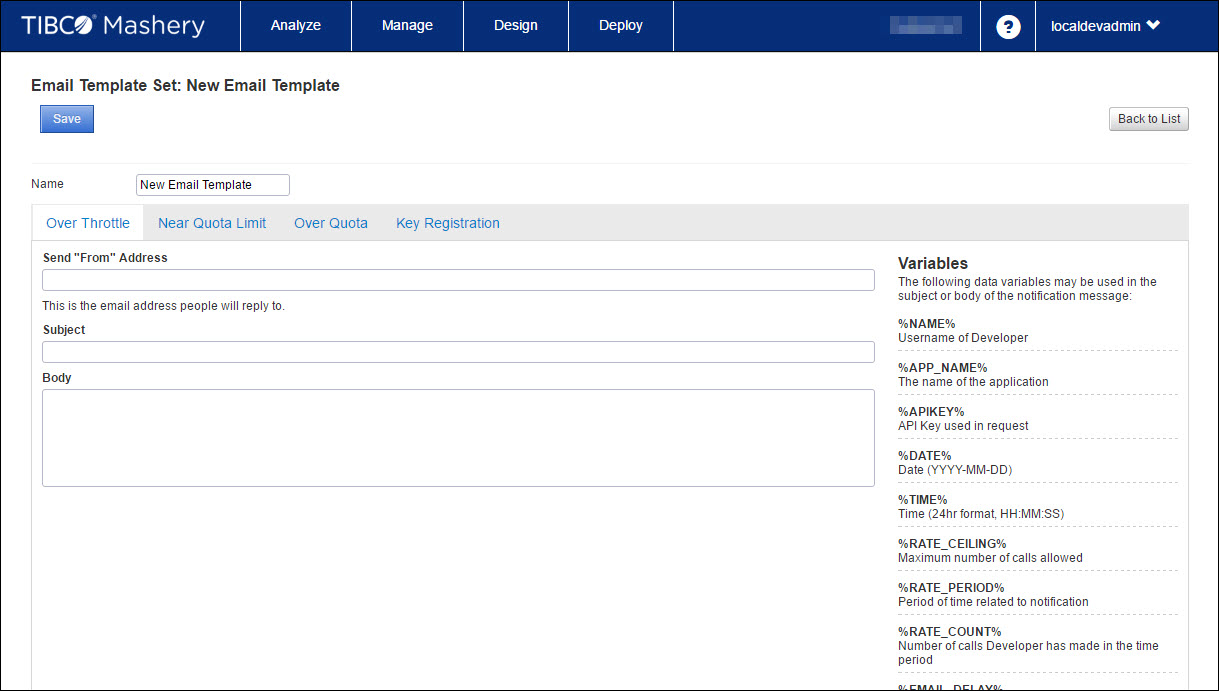 TIBCO Mashery
Analyze
Manage
Design
Deploy
?
localdevadmin
Email Template Set: New Email Template
Save
Back to List
Name
New Email Template
Over Throttle
Near Quota Limit
Over Quota
Key Registration
Send "From" Address
This is the email address people will reply to.
Subject
Body
Variables
The following data variables may be used in the
subject or body of the notification message:
%NAME%
Username of Developer
%APP_NAME%
The name of the application
%APIKEY%
API Key used in request
%DATE%
Date (YYYY-MM-DD)
%TIME%
Time (24hr format, HH:MM:SS)
%RATE_CEILING%
Maximum number of calls allowed
%RATE_PERIOD%
Period of time related to notification
%RATE_COUNT%
Number of calls Developer has made in the time
period
%EMAIL_DELAY%